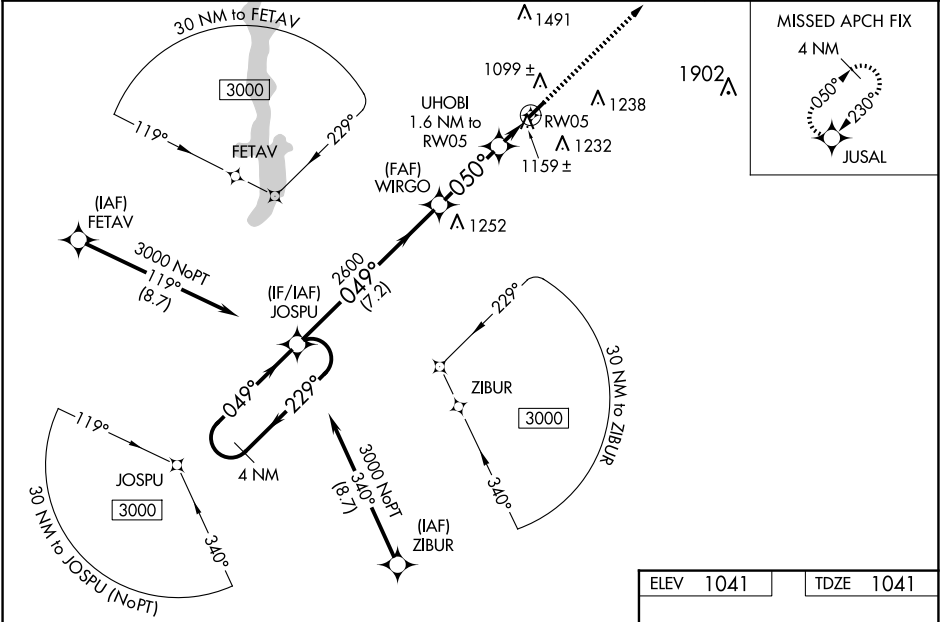 30 NM to FETAV
3000
119°
229°
FETAV
1491
1099 ±
UHOBI
1.6 NM to
RW05
RW05
1238
1232
1159 ±
1902
MISSED APCH FIX
4 NM
050°
230°
JUSAL
(FAF)
WIRGO
050°
1252
(IAF)
FETAV
3000 NoPT
119°
(8.7)
(IF/IAF)
JOSPU
2600
049°
(7.2)
049°
229°
4 NM
229°
ZIBUR
3000
340°
30 NM to ZIBUR
119°
JOSPU
3000
340°
30 NM to JOSPU (NoPT)
3000 NoPT
340°
(8.7)
(IAF)
ZIBUR
ELEV 1041
TDZE 1041